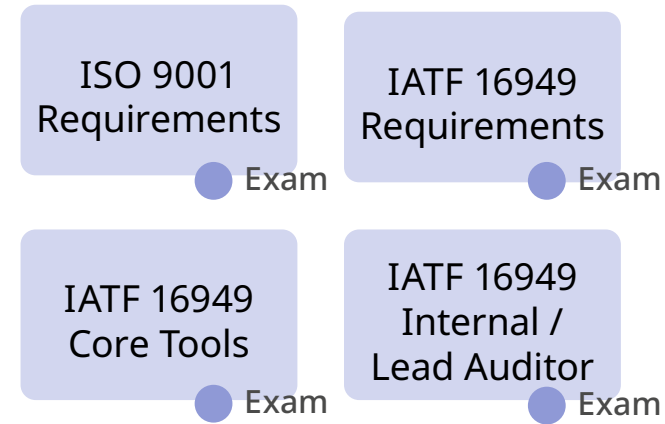 ISO 9001
Requirements
Exam
IATF 16949
Requirements
Exam
IATF 16949
Core Tools
Exam
IATF 16949
Internal /
Lead Auditor
Exam